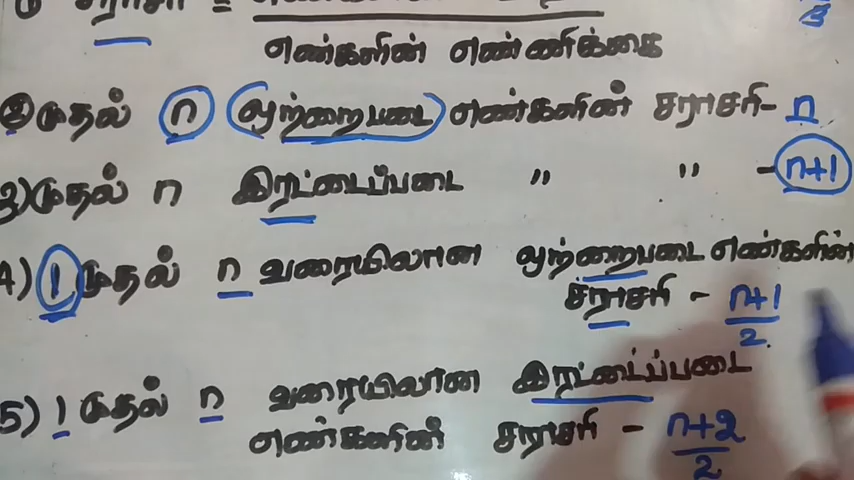 சராசரி =
எண்களின் எண்ணிக்கை
2) முதல் n ஒற்றைபடை எண்களின் சராசரி - n
3) முதல் n இரட்டைப்படை " " - n+1
4) 1 முதல் n வரையிலான ஒற்றைபடை எண்களின்
சராசரி - n+1
2
5) 1 முதல் n வரையிலான இரட்டைப்படை
எண்களின் சராசரி - n+2
2